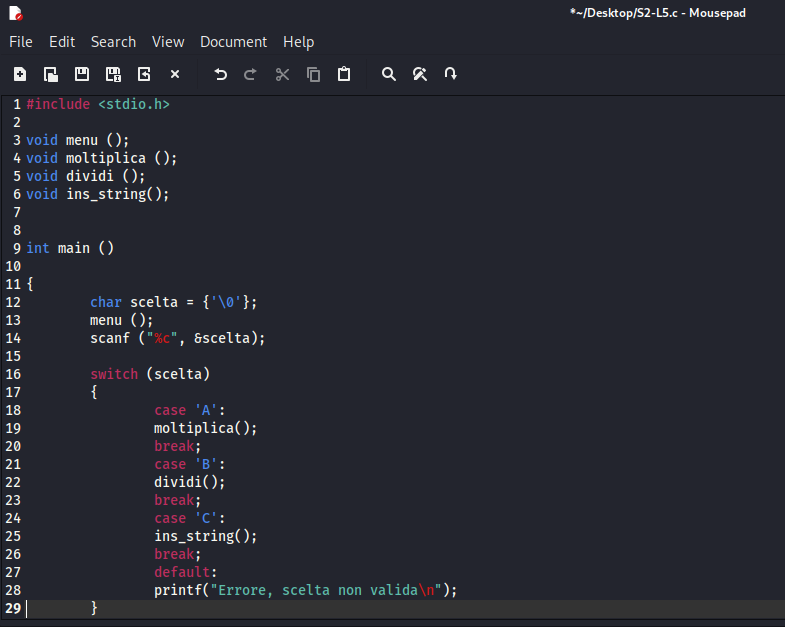 *~/Desktop/S2-L5.c - Mousepad
File Edit Search View Document Help
1 #include <stdio.h>
2
3 void menu ();
4 void moltiplica ();
5 void dividi ();
6 void ins_string();
7
8
9 int main ()
10
11 {
12 char scelta = {'\0'};
13 menu ();
14 scanf ("%c", &scelta);
15
16 switch (scelta)
17 {
18 case 'A':
19 moltiplica();
20 break;
21 case 'B':
22 dividi();
23 break;
24 case 'C':
25 ins_string();
26 break;
27 default:
28 printf("Errore, scelta non valida\n");
29 }